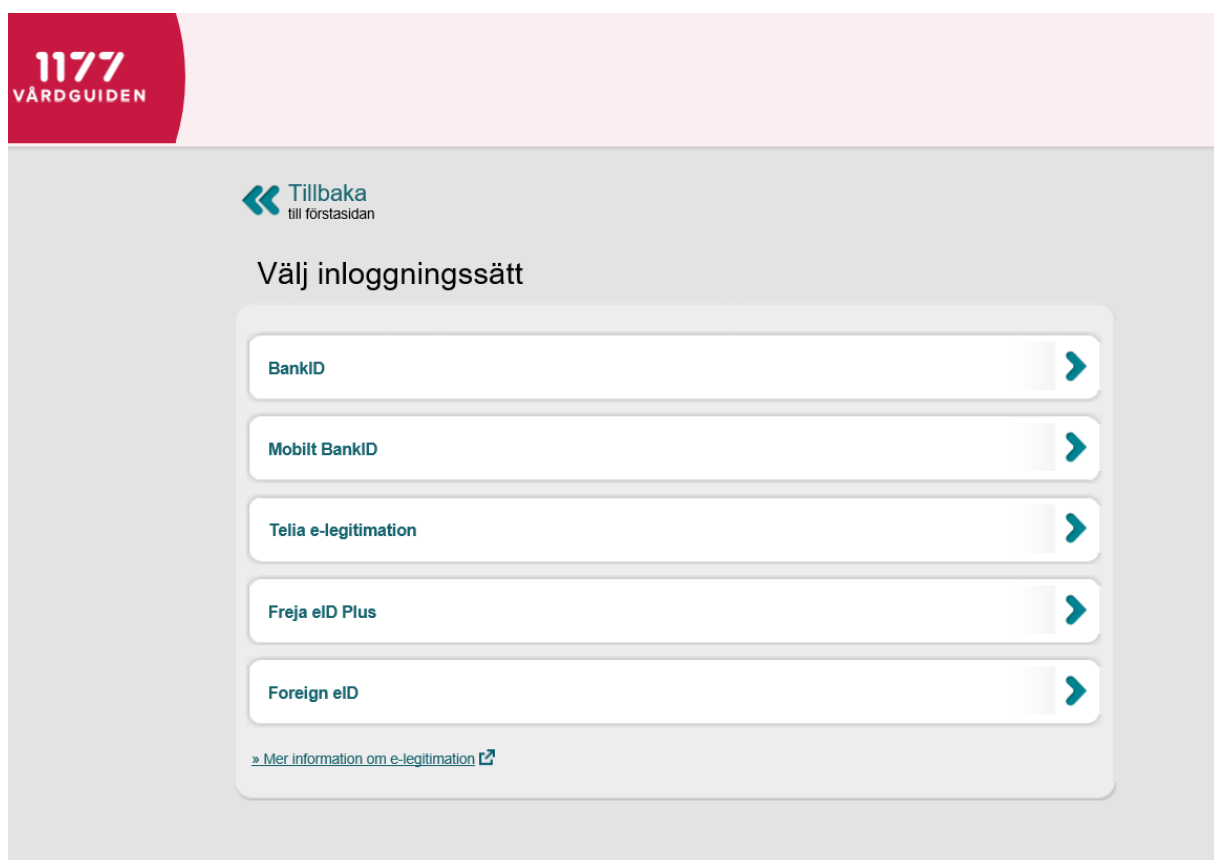 1177
VÅRDGUIDEN
Tillbaka
till förstasidan
Välj inloggningssätt
BankID
Mobilt BankID
Telia e-legitimation
Freja eID Plus
Foreign eID
» Mer information om e-legitimation